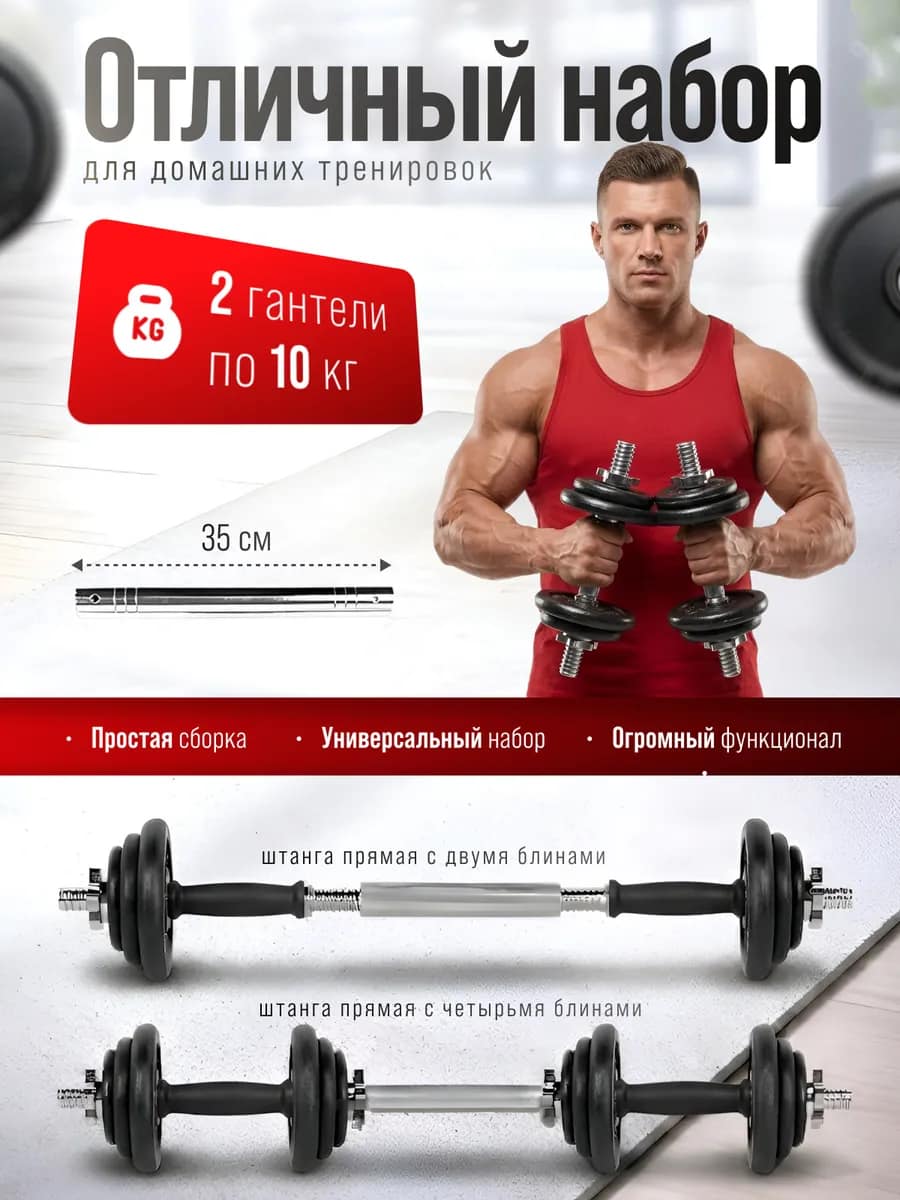 Отличный набор
для домашних тренировок
KG
2 гантели
по 10 кг
35 см
• Простая сборка • Универсальный набор • Огромный функционал
штанга прямая с двумя блинами
штанга прямая с четырьмя блинами